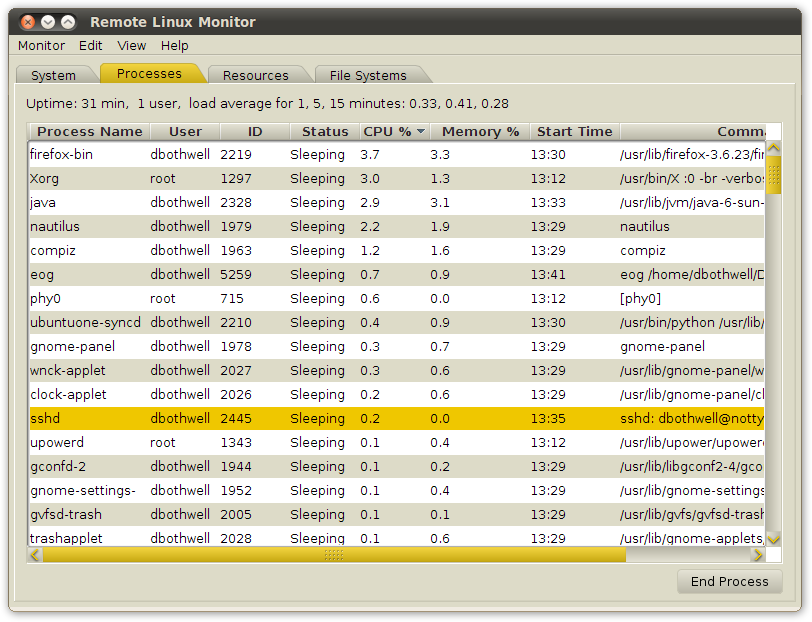 Remote Linux Monitor
Monitor Edit View Help
System Processes Resources File Systems
Uptime: 31 min, 1 user, load average for 1, 5, 15 minutes: 0.33, 0.41, 0.28
Process Name User ID Status CPU % Memory % Start Time Comma
firefox-bin dbothwell 2219 Sleeping 3.7 3.3 13:30 /usr/lib/firefox-3.6.23/fir
Xorg root 1297 Sleeping 3.0 1.3 13:12 /usr/bin/X :0 -br -verbos
java dbothwell 2328 Sleeping 2.9 3.1 13:33 /usr/lib/jvm/java-6-sun-
nautilus dbothwell 1979 Sleeping 2.2 1.9 13:29 nautilus
compiz dbothwell 1963 Sleeping 1.2 1.6 13:29 compiz
eog dbothwell 5259 Sleeping 0.7 0.9 13:41 eog /home/dbothwell/D
phy0 root 715 Sleeping 0.6 0.0 13:12 [phy0]
ubuntuone-syncd dbothwell 2210 Sleeping 0.4 0.9 13:30 /usr/bin/python /usr/lib/
gnome-panel dbothwell 1978 Sleeping 0.3 0.7 13:29 gnome-panel
wnck-applet dbothwell 2027 Sleeping 0.3 0.6 13:29 /usr/lib/gnome-panel/w
clock-applet dbothwell 2026 Sleeping 0.2 0.6 13:29 /usr/lib/gnome-panel/cl
sshd dbothwell 2445 Sleeping 0.2 0.0 13:35 sshd: dbothwell@notty
upowerd root 1343 Sleeping 0.1 0.4 13:12 /usr/lib/upower/upower
gconfd-2 dbothwell 1944 Sleeping 0.1 0.2 13:29 /usr/lib/libgconf2-4/gco
gnome-settings- dbothwell 1952 Sleeping 0.1 0.4 13:29 /usr/lib/gnome-settings
gvfsd-trash dbothwell 2005 Sleeping 0.1 0.1 13:29 /usr/lib/gvfs/gvfsd-trash
trashapplet dbothwell 2028 Sleeping 0.1 0.6 13:29 /usr/lib/gnome-applets,
End Process